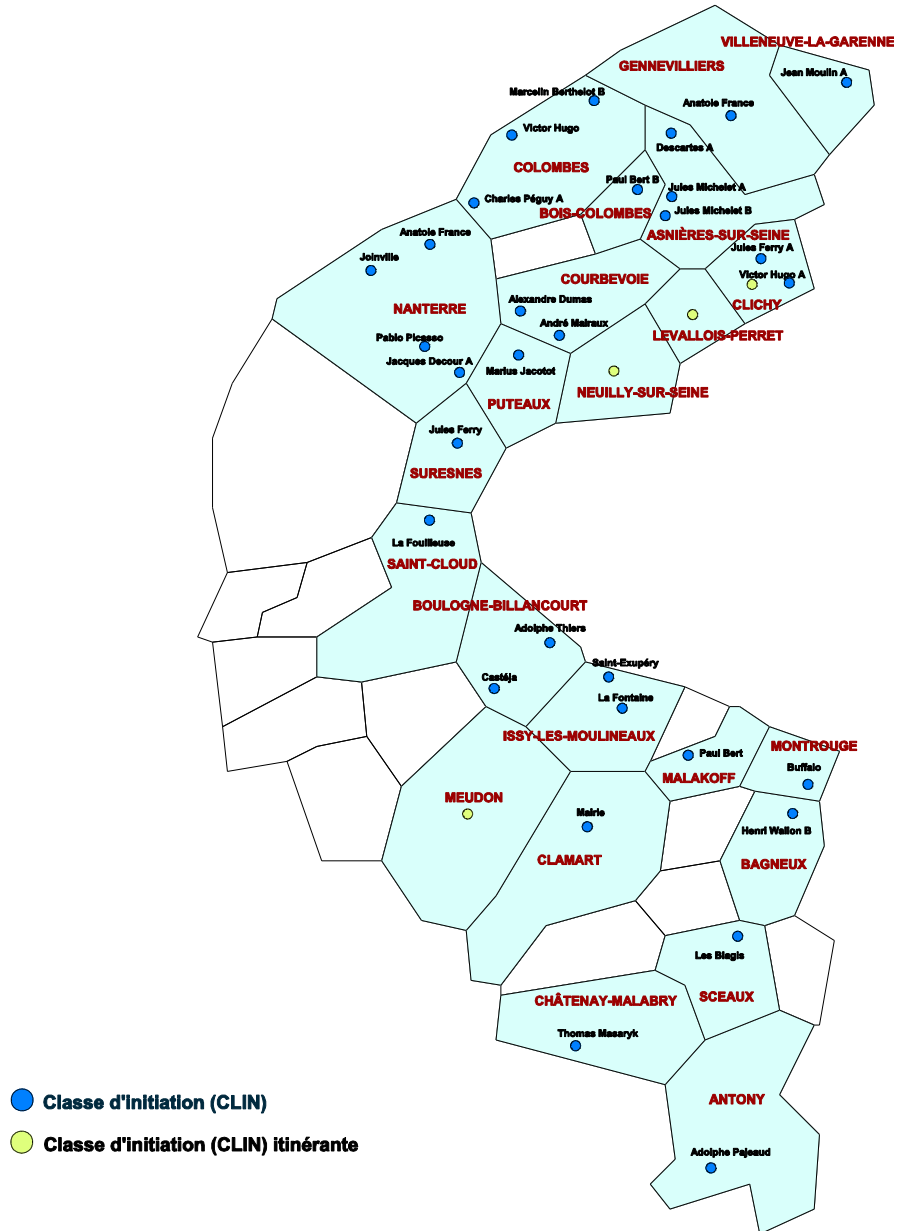 VILLENEUVE-LA-GARENNE
GENNEVILLIERS
Jean Moulin A
Marcelin Berthelot B
Anatole France
Victor Hugo
Descartes A
COLOMBES
Paul Bert B
Jules Michelet A
Charles Péguy A
Jules Michelet B
BOIS-COLOMBES
Anatole France
ASNIÈRES-SUR-SEINE
Jules Ferry A
Joinville
Victor Hugo A
COURBEVOIE
Alexandre Dumas
CLICHY
NANTERRE
André Malraux
LEVALLOIS-PERRET
Pablo Picasso
Jacques Decour A
Marius Jacotot
NEUILLY-SUR-SEINE
PUTEAUX
Jules Ferry
SURESNES
La Fouilleuse
SAINT-CLOUD
BOULOGNE-BILLANCOURT
Adolphe Thiers
Saint-Exupéry
Castéja
La Fontaine
ISSY-LES-MOULINEAUX
MONTROUGE
Paul Bert
Buffalo
MALAKOFF
MEUDON
Mairie
Henri Wallon B
CLAMART
BAGNEUX
Les Blagis
SCEAUX
CHÂTENAY-MALABRY
Thomas Masaryk
ANTONY
Classe d'initiation (CLIN)
Classe d'initiation (CLIN) itinérante
Adolphe Pajeaud